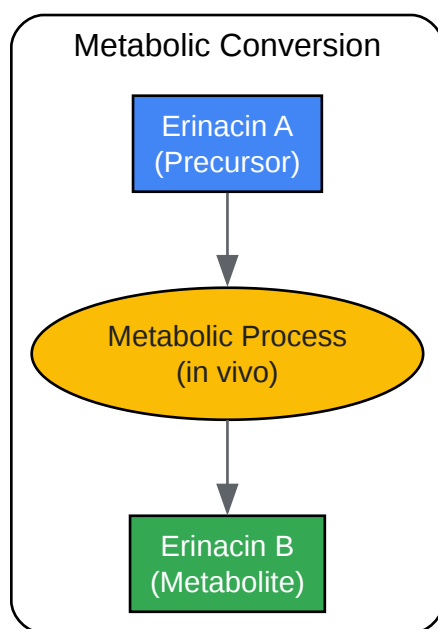 Metabolic Conversion
Erinacin A
(Precursor)
Metabolic Process
(in vivo)
Erinacin B
(Metabolite)